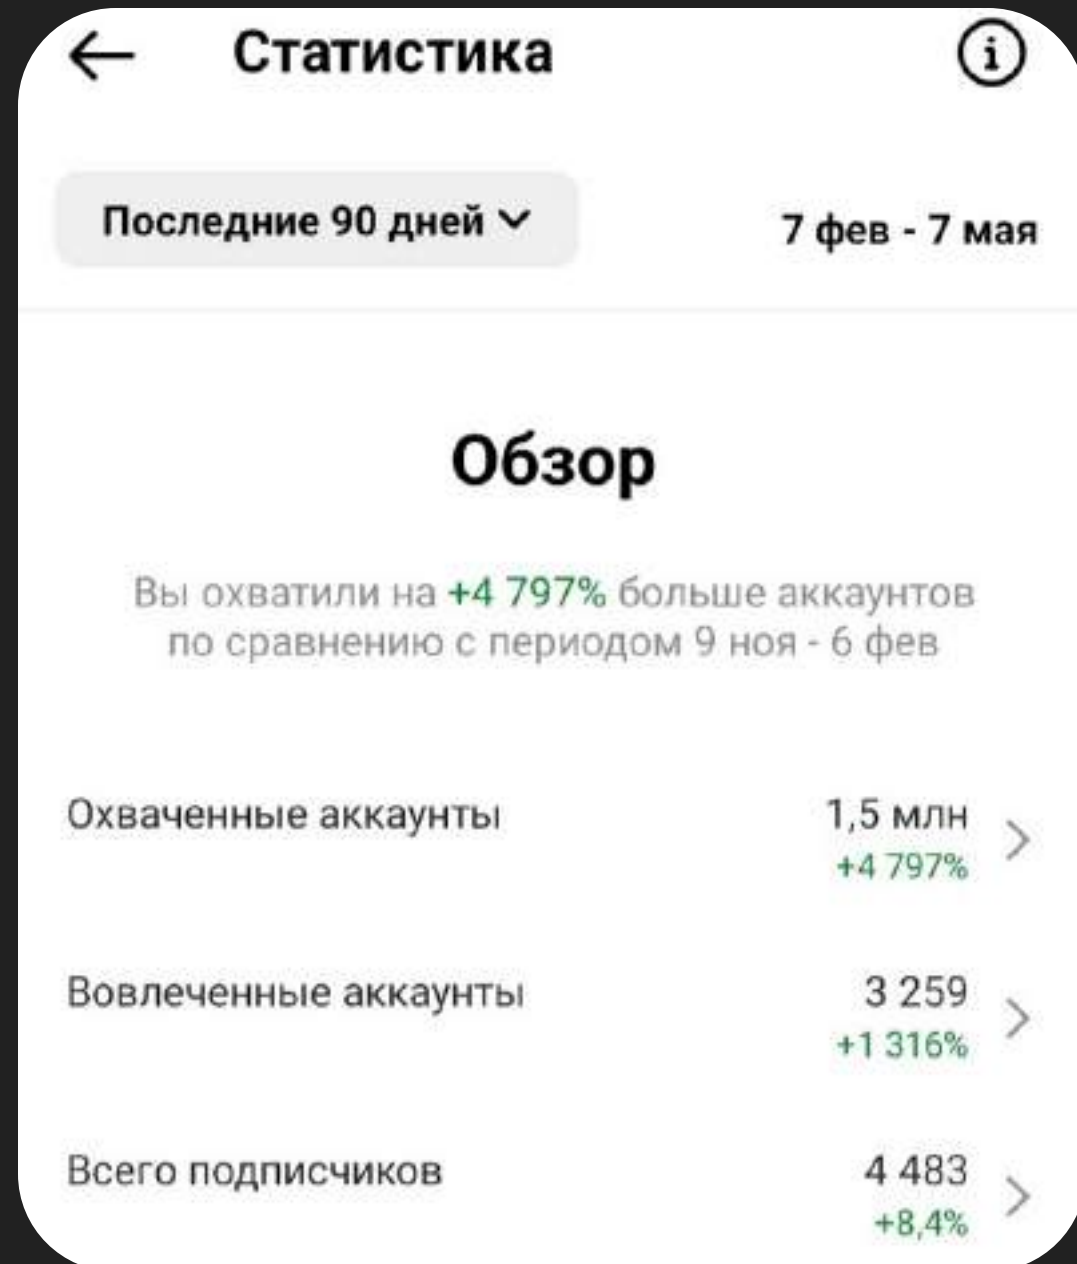 Статистика
Последние 90 дней
7 фев - 7 мая
Обзор
Вы охватили на +4 797% больше аккаунтов
по сравнению с периодом 9 ноя - 6 фев
Охваченные аккаунты
1,5 млн
+4 797%
Вовлеченные аккаунты
3 259
+1 316%
Всего подписчиков
4 483
+8,4%